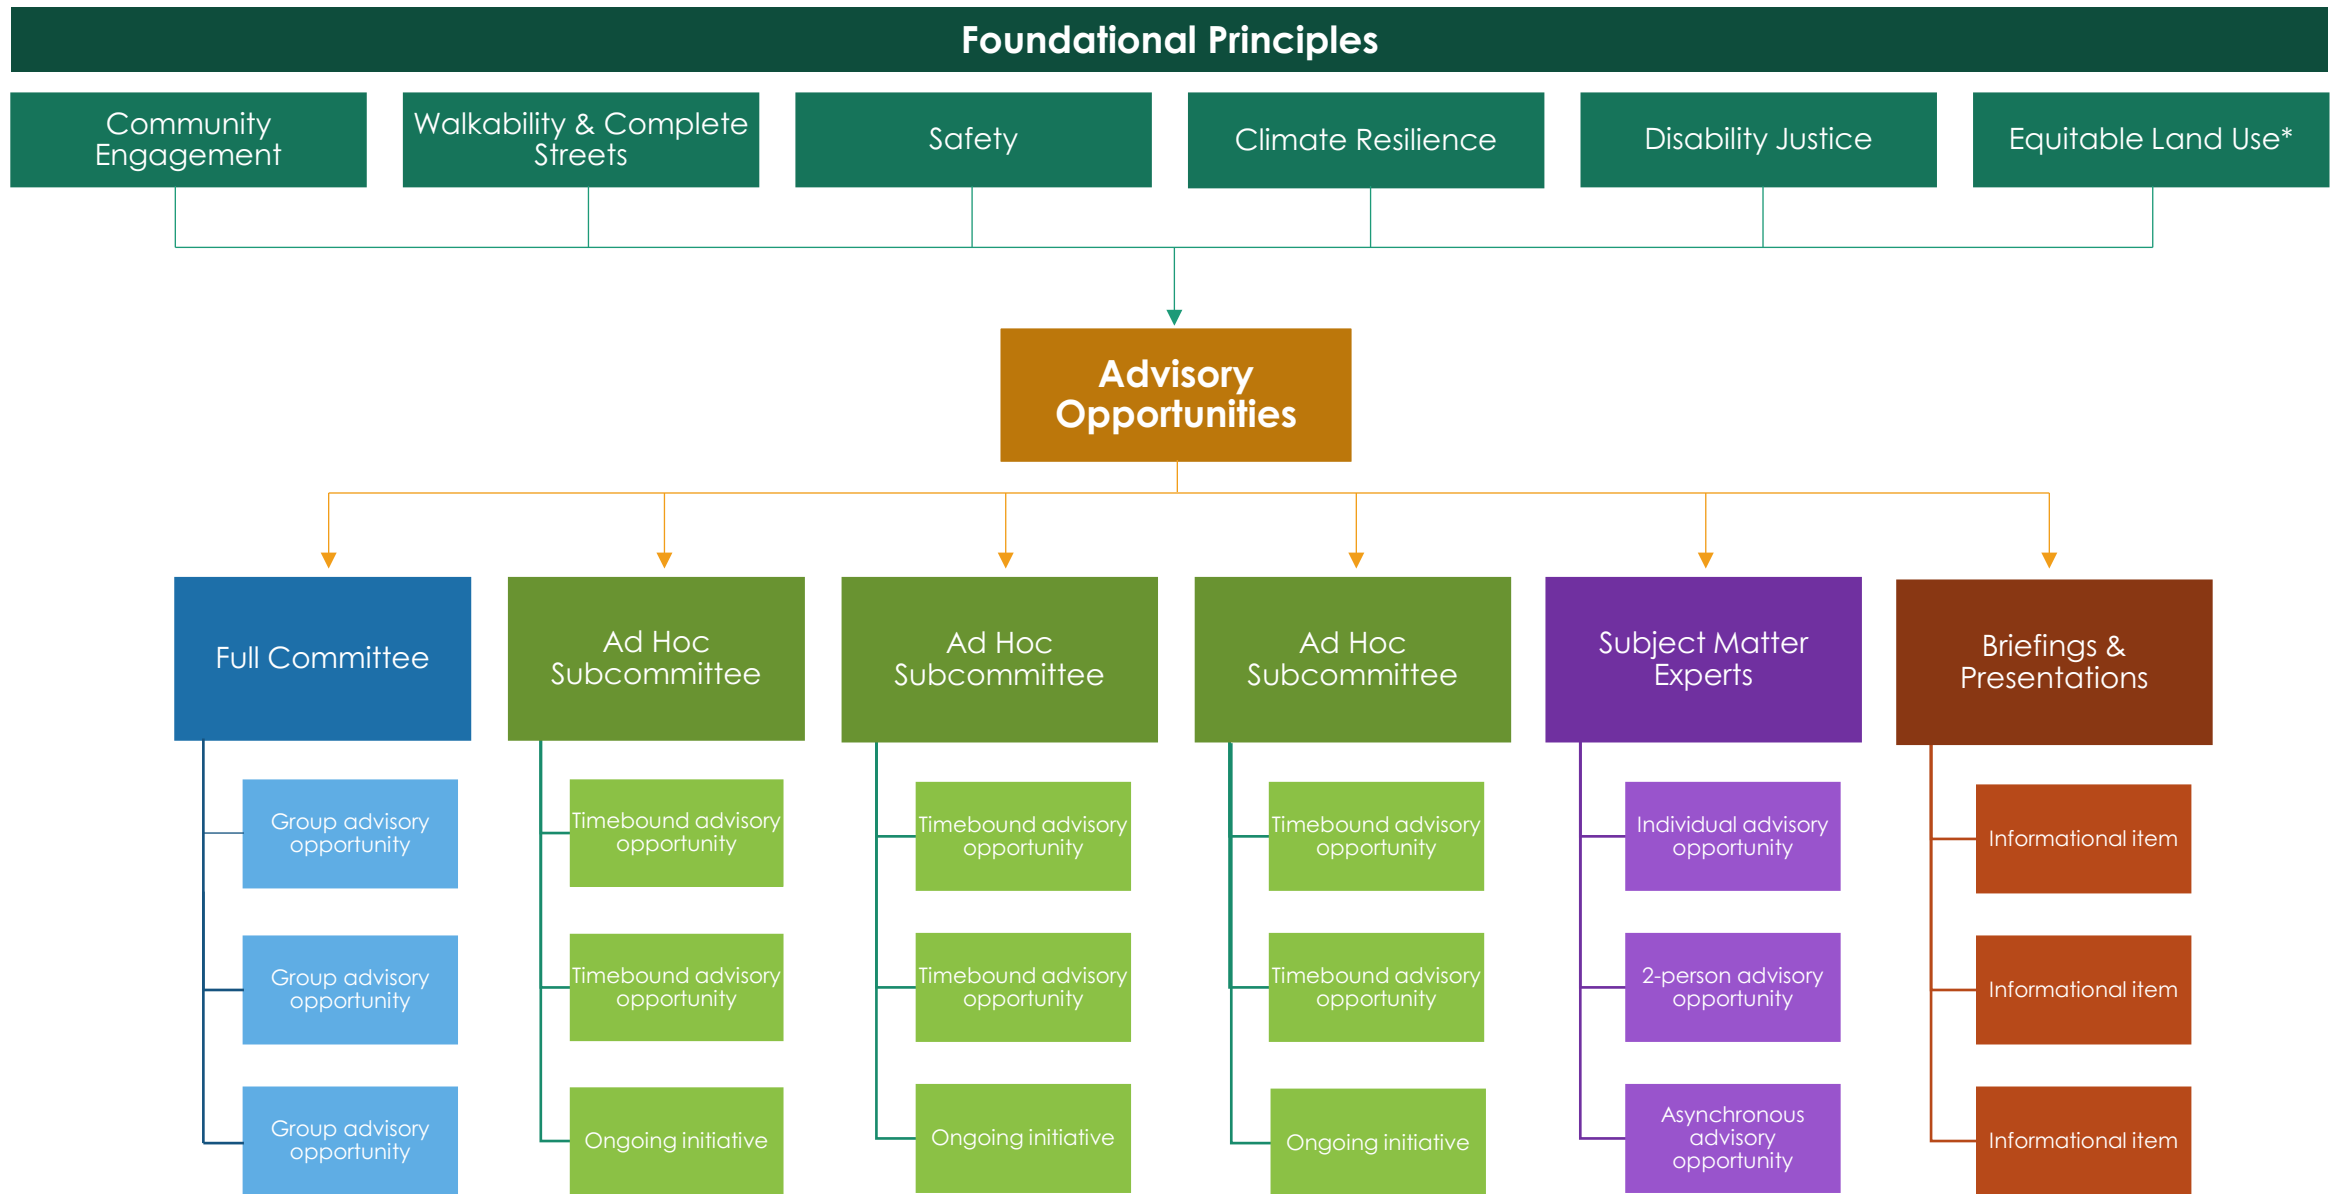 Foundational Principles
Community
Engagement
Walkability & Complete
Streets
Safety
Climate Resilience
Disability Justice
Equitable Land Use*
Advisory
Opportunities
Full Committee
Ad Hoc
Subcommittee
Ad Hoc
Subcommittee
Ad Hoc
Subcommittee
Subject Matter
Experts
Briefings &
Presentations
Group advisory
opportunity
Timebound advisory
opportunity
Timebound advisory
opportunity
Timebound advisory
opportunity
Individual advisory
opportunity
Informational item
Group advisory
opportunity
Timebound advisory
opportunity
Timebound advisory
opportunity
Timebound advisory
opportunity
2-person advisory
opportunity
Informational item
Group advisory
opportunity
Ongoing initiative
Ongoing initiative
Ongoing initiative
Asynchronous
advisory
opportunity
Informational item